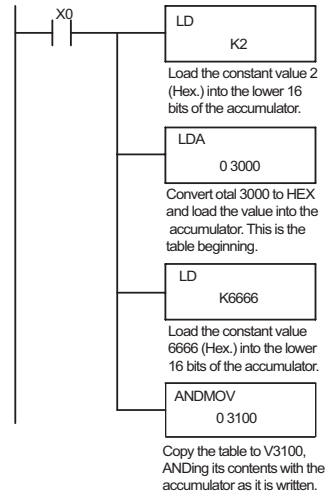 X0
LD
K2
Load the constant value 2
(Hex.) into the lower 16
bits of the accumulator.
LDA
0 3000
Convert otal 3000 to HEX
and load the value into the
accumulator. This is the
table beginning.
LD
K6666
Load the constant value
6666 (Hex.) into the lower
16 bits of the accumulator.
ANDMOV
0 3100
Copy the table to V3100,
ANDing its contents with the
accumulator as it is written.